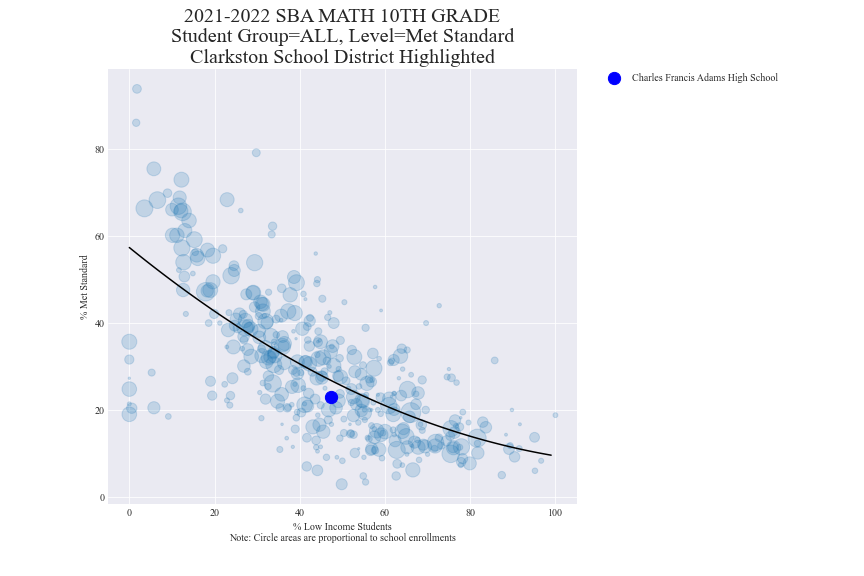 2021-2022 SBA MATH 10TH GRADE
Student Group=ALL, Level=Met Standard
Clarkston School District Highlighted
Charles Francis Adams High School
% Met Standard
80
60
40
20
0
0 20 40 60 80 100
% Low Income Students
Note: Circle areas are proportional to school enrollments